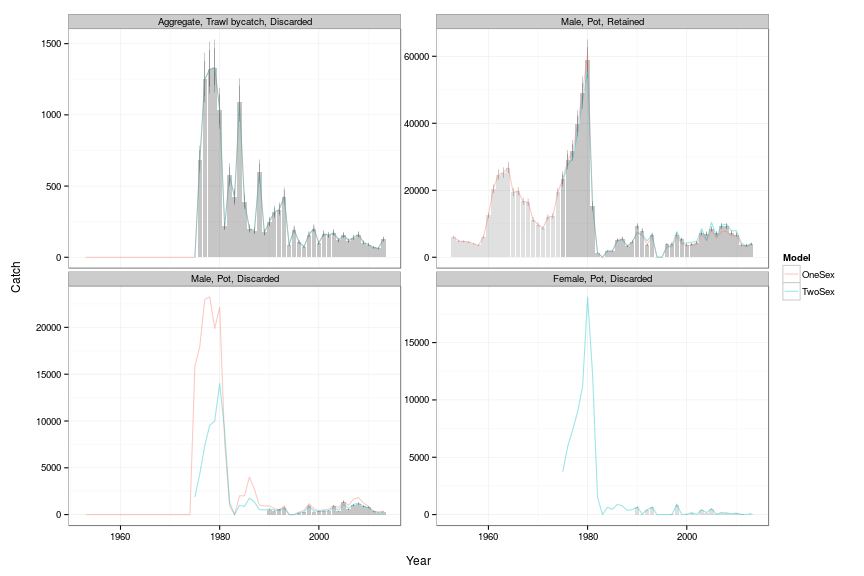 Aggregate, Trawl bycatch, Discarded
Male, Pot, Retained
1500
1000
500
0
60000
40000
20000
0
Male, Pot, Discarded
Female, Pot, Discarded
20000
15000
10000
5000
0
15000
10000
5000
0
1960
1980
2000
1960
1980
2000
Catch
Year
Model
OneSex
TwoSex